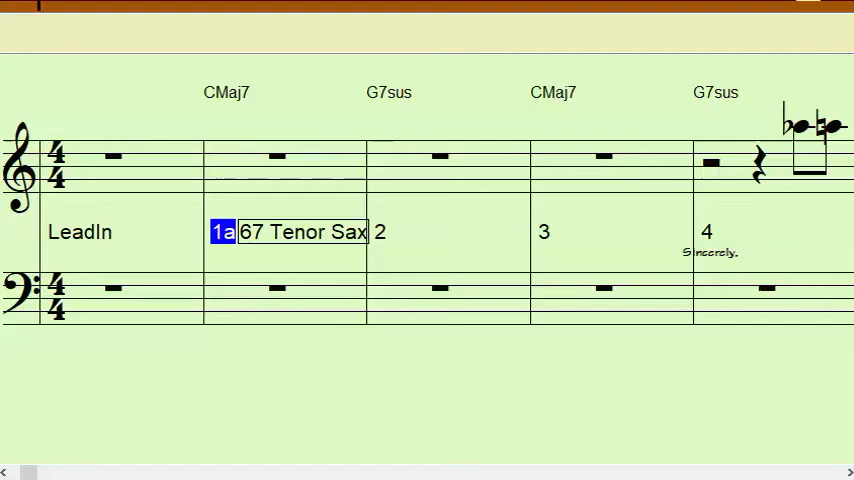 CMaj7 G7sus CMaj7 G7sus
LeadIn 1a 67 Tenor Sax 2 3 4
Sincerely.